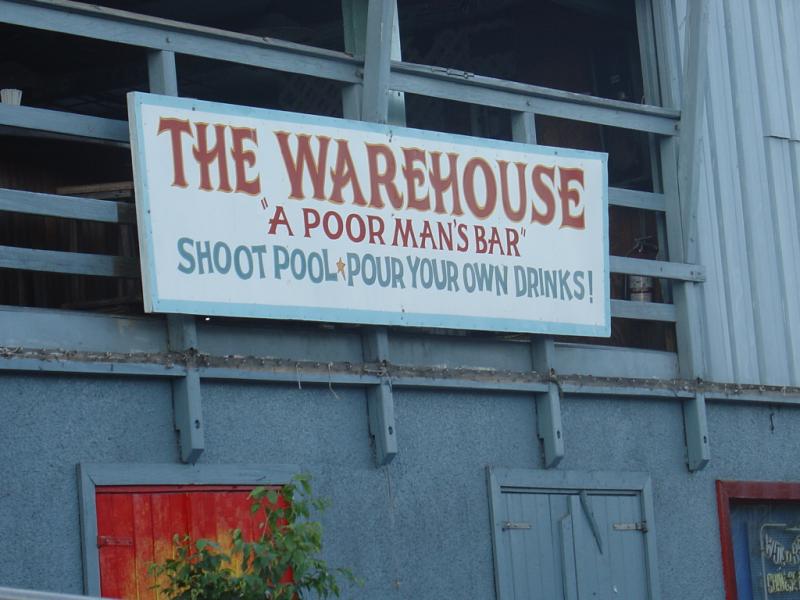 THE WAREHOUSE
"A POOR MAN'S BAR"
SHOOT POOL★POUR YOUR OWN DRINKS!